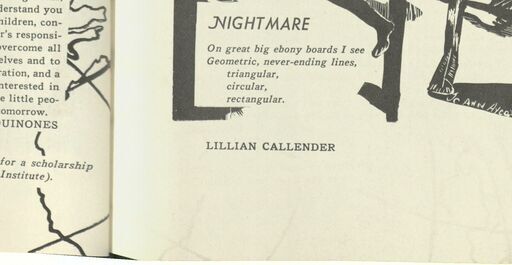 derstand you
hildren, con-
r's responsi-
overcome all
elves and to
ration, and a
nterested in
e little peo-
omorrow.
UINONES
for a scholarship
Institute).
NIGHTMARE
On great big ebony boards I see
Geometric, never-ending lines,
triangular,
circular,
rectangular.
LILLIAN CALLENDER
JO ANN